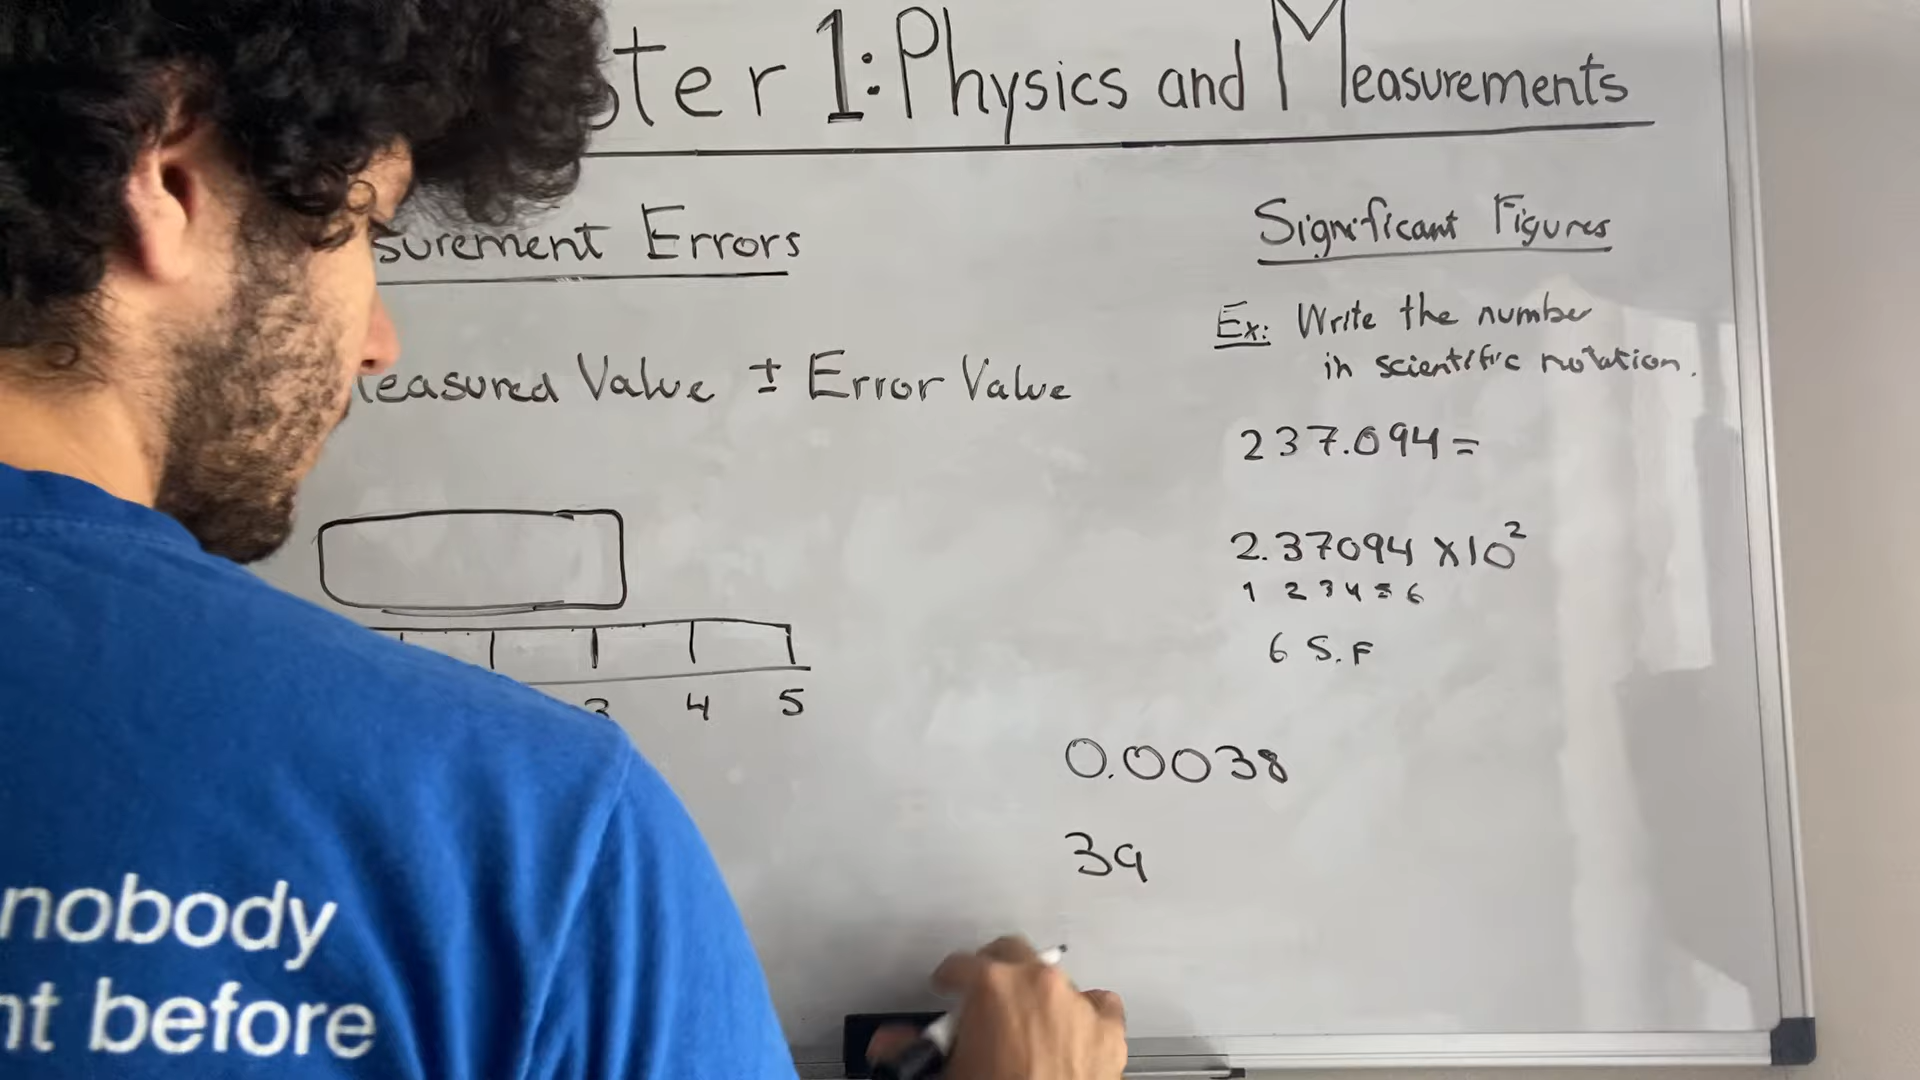 ter 1: Physics and Measurements
surement Errors
easured Value ± Error Value
3 4 5
Significant Figures
Ex: Write the number
in scientific notation.
237.094 =
2.37094 x10²
1 2 3 4 5 6
6 S.F
0.0038
39
nobody
nt before